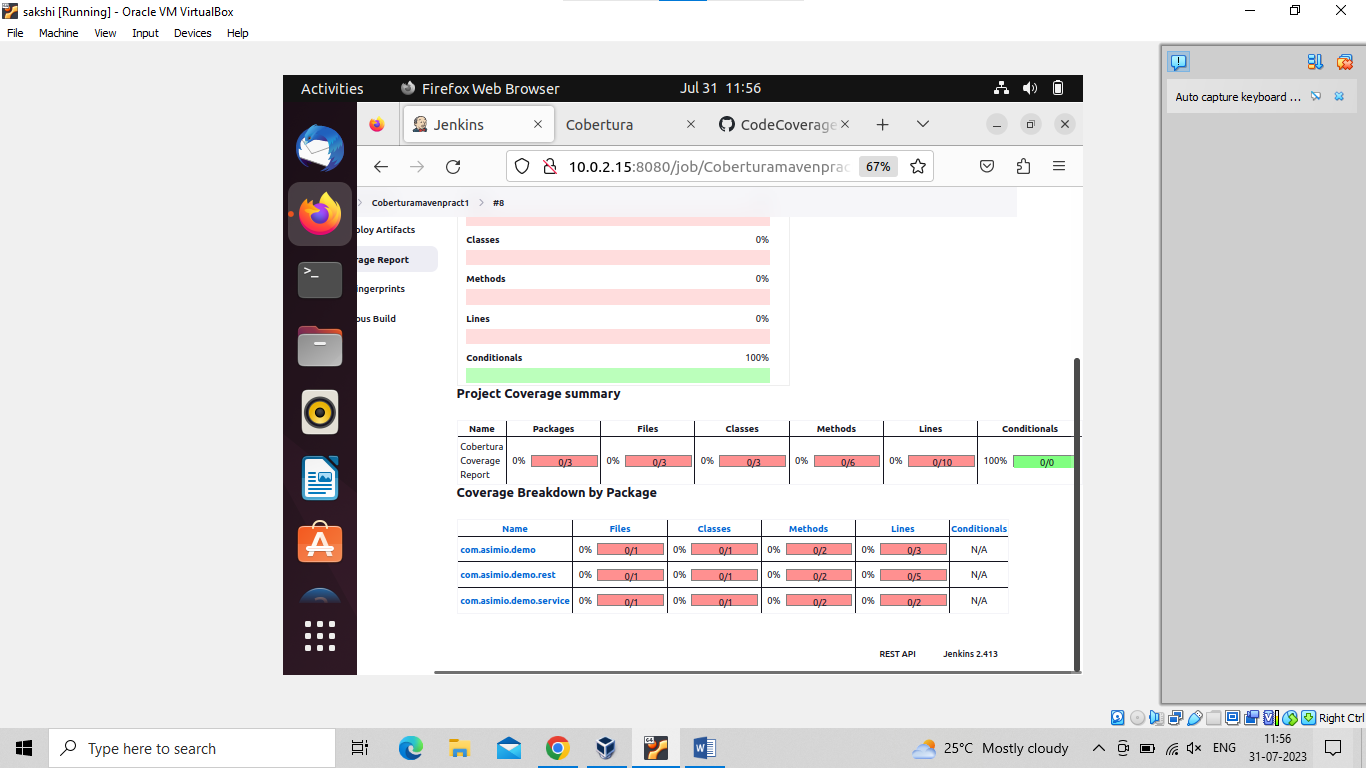 sakshi [Running] - Oracle VM VirtualBox
File Machine View Input Devices Help
Auto capture keyboard ...
Activities Firefox Web Browser Jul 31 11:56
Jenkins Cobertura CodeCoverage
10.0.2.15:8080/job/Coberturamavenprac 67%
Coberturamavenpract1 #8
ploy Artifacts
rage Report
ingerprints
ous Build
Classes 0%
Methods 0%
Lines 0%
Conditionals 100%
Project Coverage summary
Name Packages Files Classes Methods Lines Conditionals
Cobertura
Coverage 0% 0/3 0% 0/3 0% 0/3 0% 0/6 0% 0/10 100% 0/0
Report
Coverage Breakdown by Package
Name Files Classes Methods Lines Conditionals
com.asimio.demo 0% 0/1 0% 0/1 0% 0/2 0% 0/3 N/A
com.asimio.demo.rest 0% 0/1 0% 0/1 0% 0/2 0% 0/5 N/A
com.asimio.demo.service 0% 0/1 0% 0/1 0% 0/2 0% 0/2 N/A
REST API Jenkins 2.413
Right Ctrl
Type here to search
25°C Mostly cloudy
ENG
11:56
31-07-2023